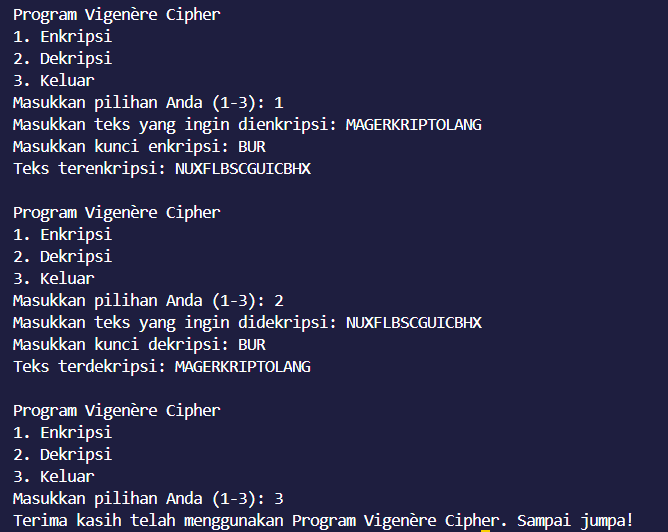 Program Vigenère Cipher
1. Enkripsi
2. Dekripsi
3. Keluar
Masukkan pilihan Anda (1-3): 1
Masukkan teks yang ingin dienkripsi: MAGERKRIPTOLANG
Masukkan kunci enkripsi: BUR
Teks terenkripsi: NUXFLBSCGUICBHX
Program Vigenère Cipher
1. Enkripsi
2. Dekripsi
3. Keluar
Masukkan pilihan Anda (1-3): 2
Masukkan teks yang ingin didekripsi: NUXFLBSCGUICBHX
Masukkan kunci dekripsi: BUR
Teks terdekripsi: MAGERKRIPTOLANG
Program Vigenère Cipher
1. Enkripsi
2. Dekripsi
3. Keluar
Masukkan pilihan Anda (1-3): 3
Terima kasih telah menggunakan Program Vigenère Cipher. Sampai jumpa!